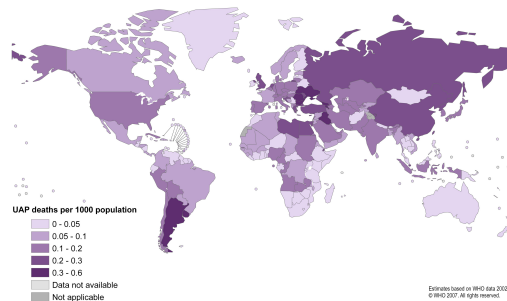 UAP deaths per 1000 population
0 - 0.05
0.05 - 0.1
0.1 - 0.2
0.2 - 0.3
0.3 - 0.6
Data not available
Not applicable
Estimates based on WHO data 2002
© WHO 2007. All rights reserved.